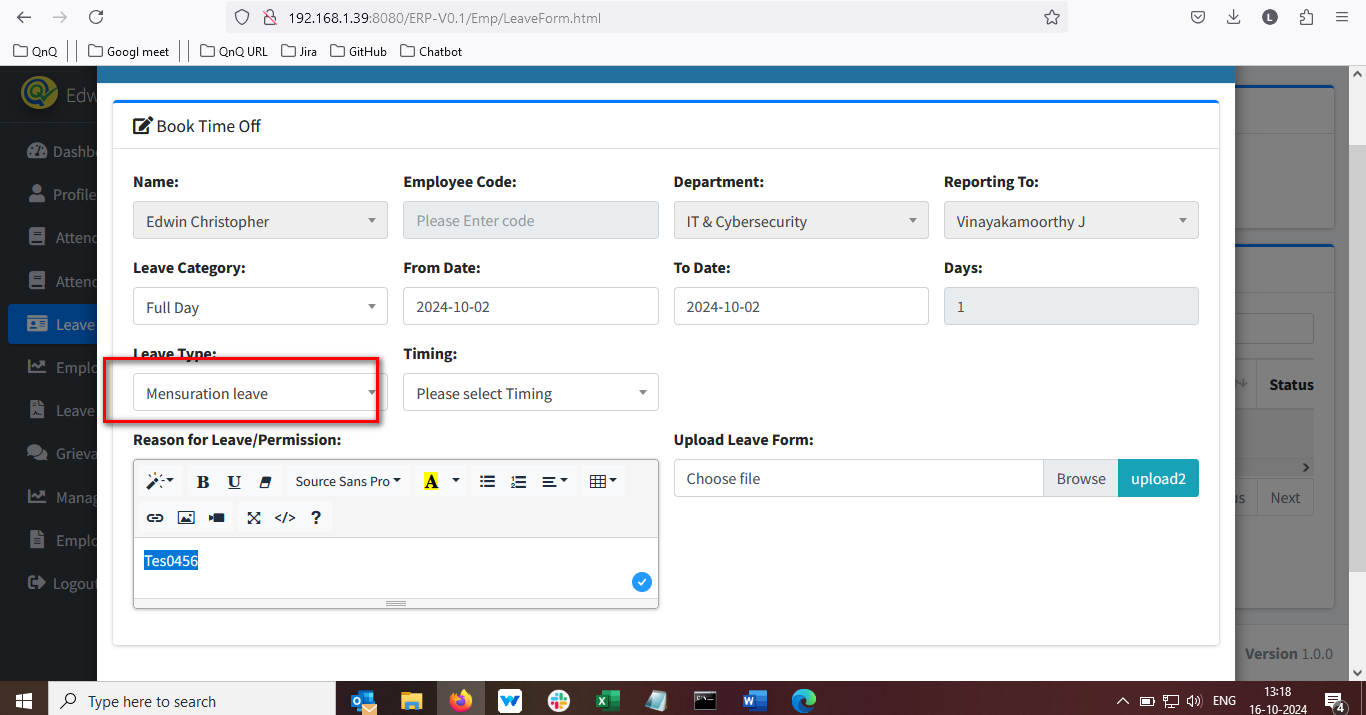 192.168.1.39:8080/ERP-V0.1/Emp/LeaveForm.html
L
QnQ
Googl meet
QnQ URL
Jira
GitHub
Chatbot
Edw
Dashb
Profile
Atten
Atten
Leave
Emplo
Leave
Grieva
Manag
Emplo
Logout
Book Time Off
Name: Employee Code: Department: Reporting To:
Edwin Christopher Please Enter code IT & Cybersecurity Vinayakamoorthy J
Leave Category: From Date: To Date: Days:
Full Day 2024-10-02 2024-10-02 1
Leave Type: Timing:
Mensuration leave Please select Timing
Reason for Leave/Permission: Upload Leave Form:
B U Source Sans Pro A
</> ?
Tes0456
Choose file Browse upload2
Status
us Next
Version 1.0.0
Type here to search
ENG
13:18
16-10-2024
4